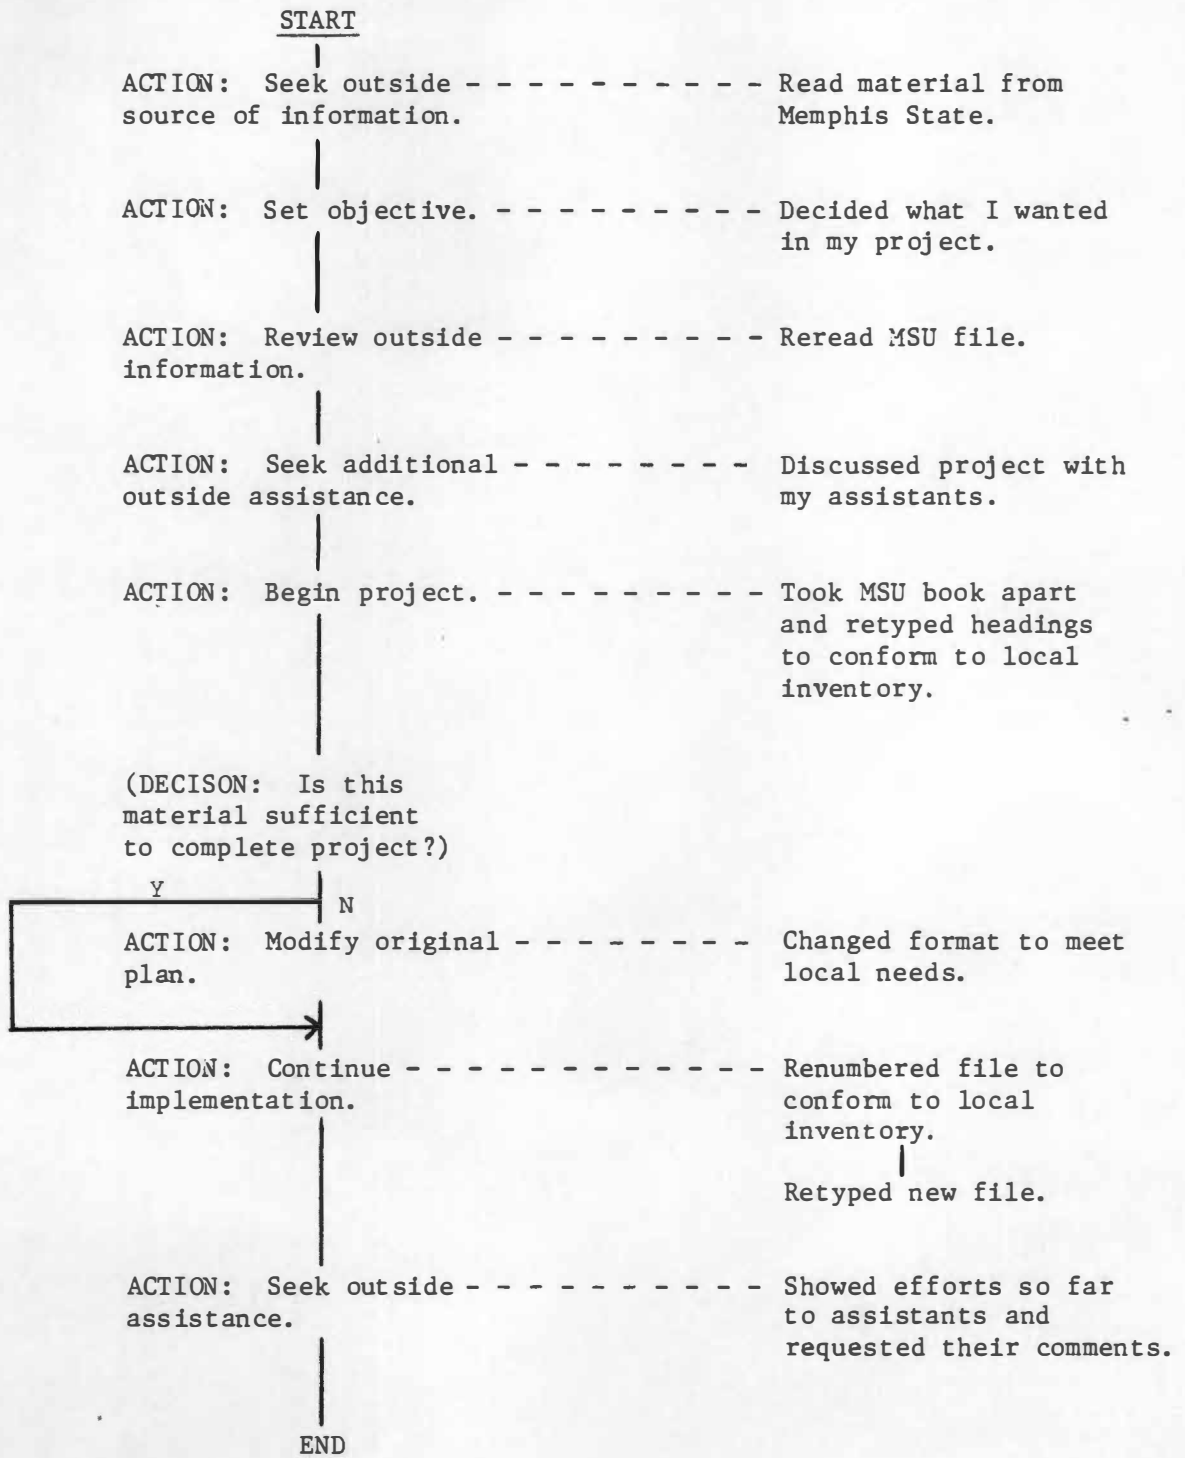 START
ACTION: Seek outside - - - - - - - - - - Read material from
source of information. Memphis State.
ACTION: Set objective. - - - - - - - - - Decided what I wanted
in my project.
ACTION: Review outside - - - - - - - - - Reread MSU file.
information.
ACTION: Seek additional - - - - - - - - Discussed project with
outside assistance. my assistants.
ACTION: Begin project. - - - - - - - - - Took MSU book apart
and retyped headings
to conform to local
inventory.
(DECISON: Is this
material sufficient
to complete project?)
Y
N
ACTION: Modify original - - - - - - - - Changed format to meet
plan. local needs.
ACTION: Continue - - - - - - - - - - - - Renumbered file to
implementation. conform to local
inventory.
Retyped new file.
ACTION: Seek outside - - - - - - - - - - Showed efforts so far
assistance. to assistants and
requested their comments.
END